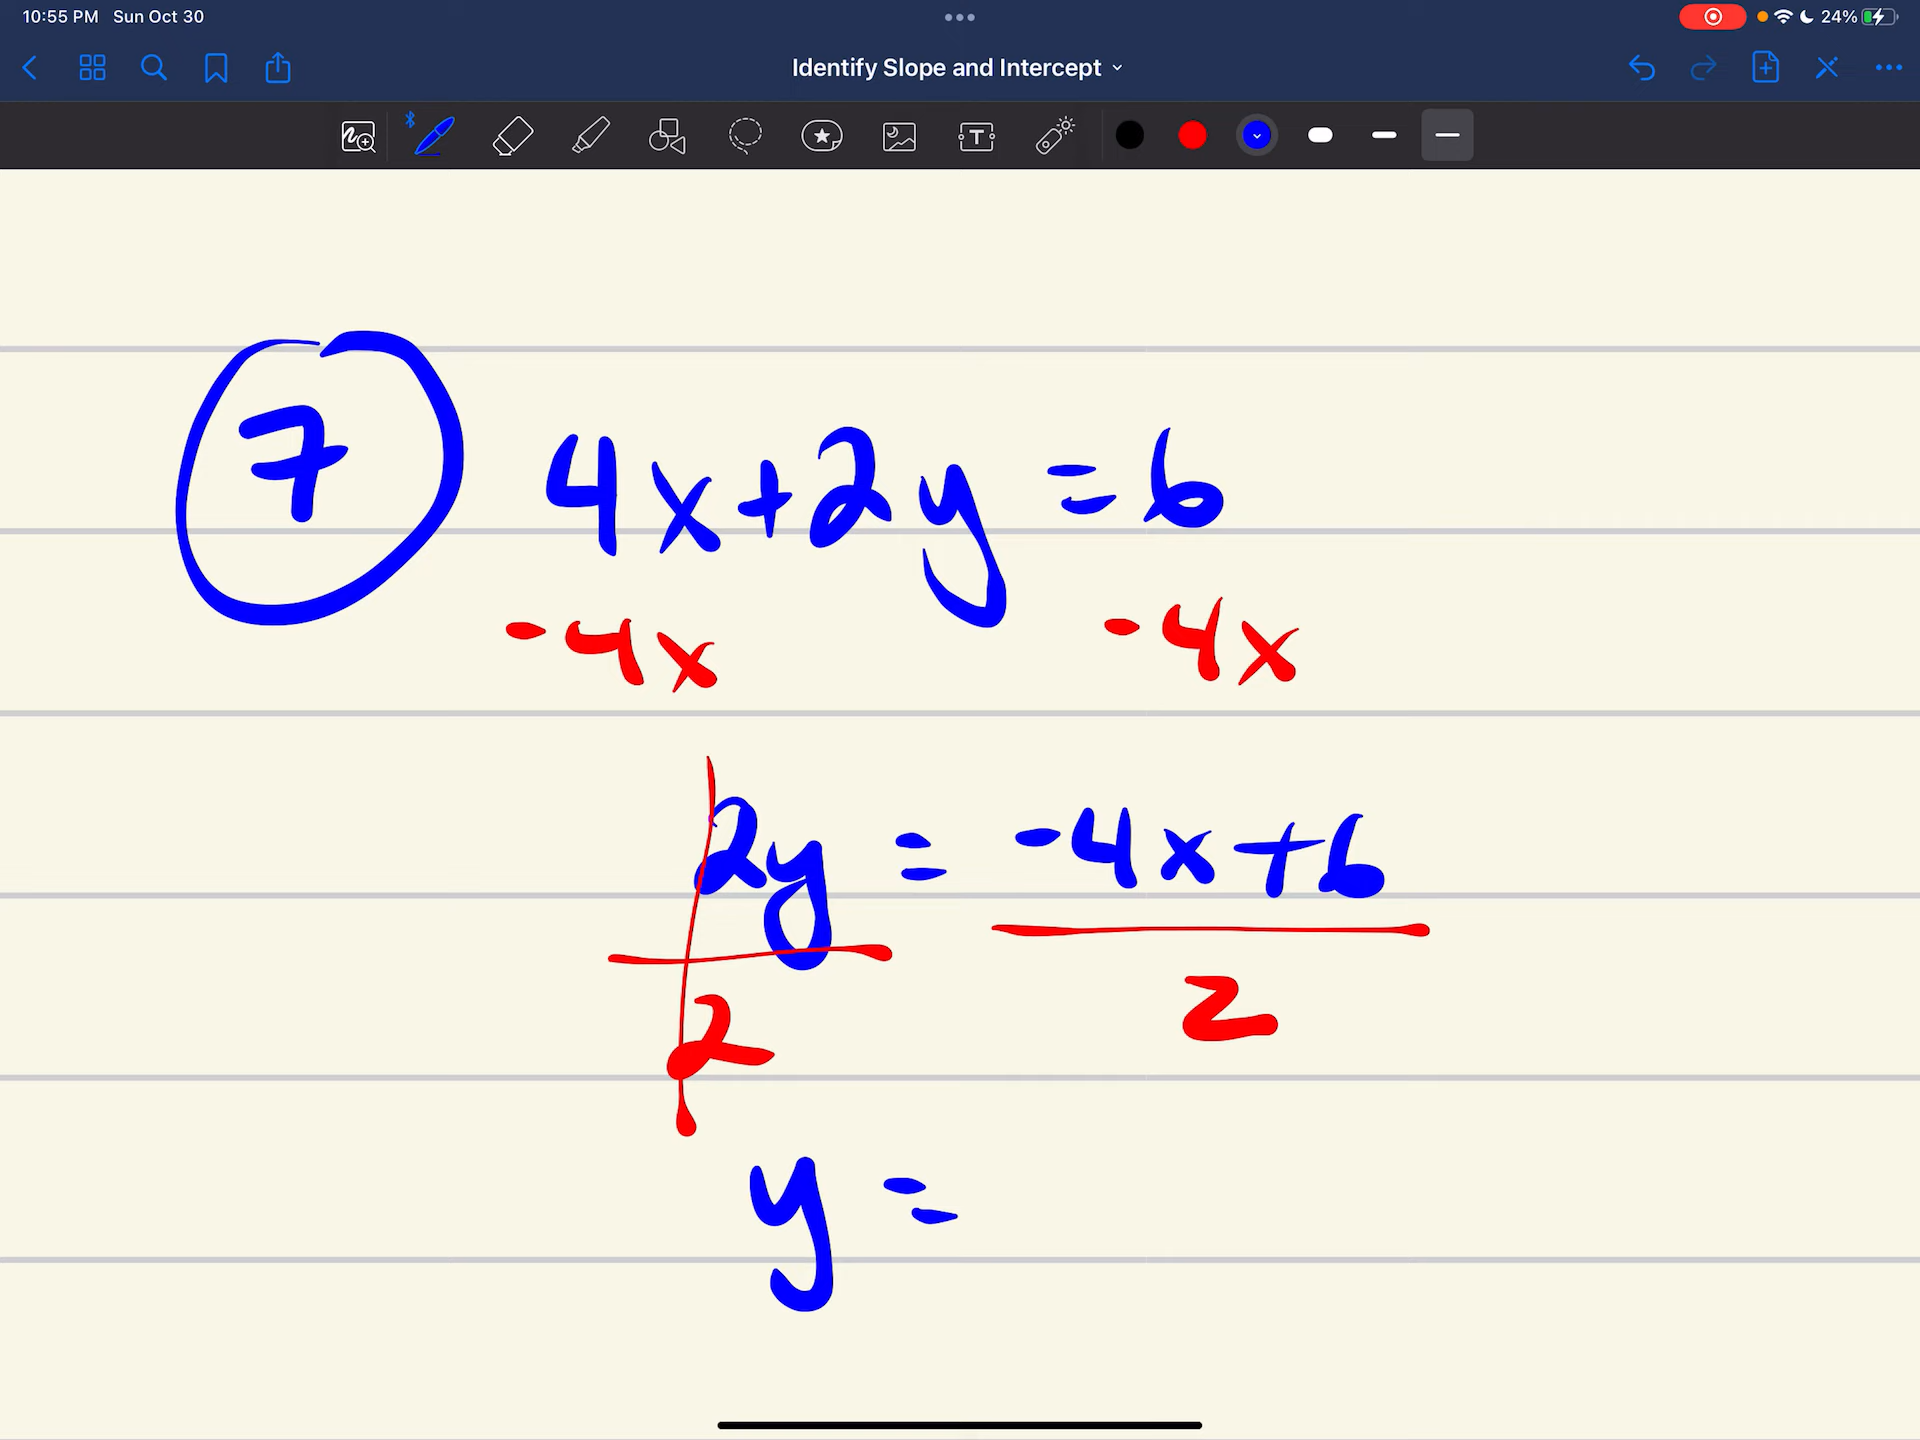 10:55 PM Sun Oct 30
24%
Identify Slope and Intercept
T
7 4x+2y=6
-4x -4x
2y = -4x+6
2 2
y =